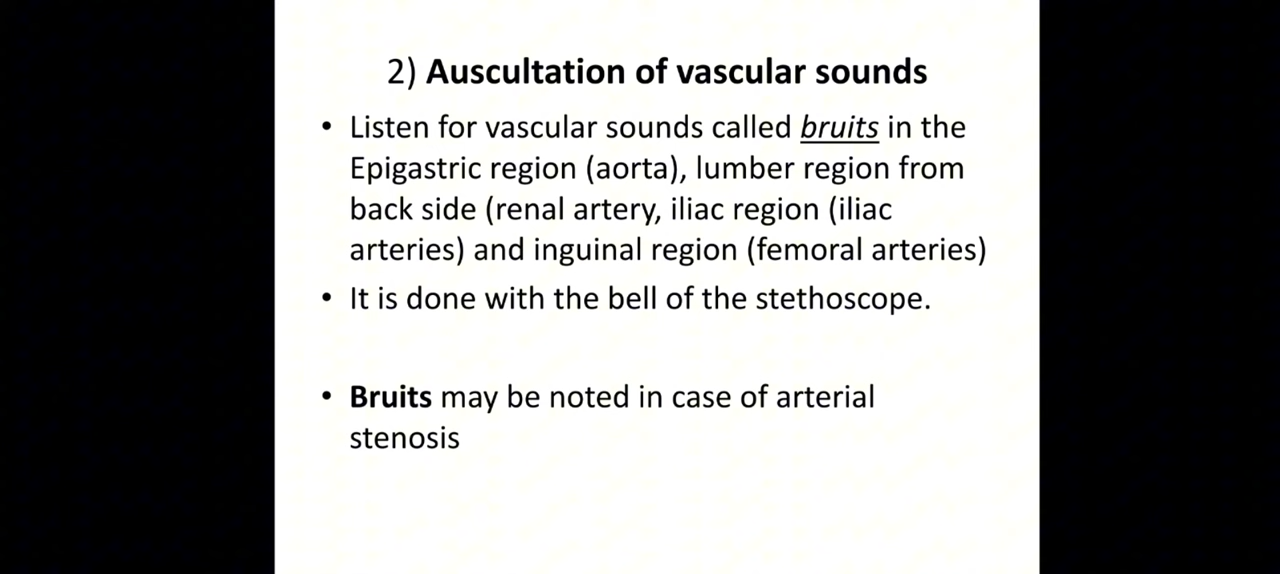 2) Auscultation of vascular sounds
• Listen for vascular sounds called bruits in the
Epigastric region (aorta), lumber region from
back side (renal artery, iliac region (iliac
arteries) and inguinal region (femoral arteries)
• It is done with the bell of the stethoscope.
• Bruits may be noted in case of arterial
stenosis